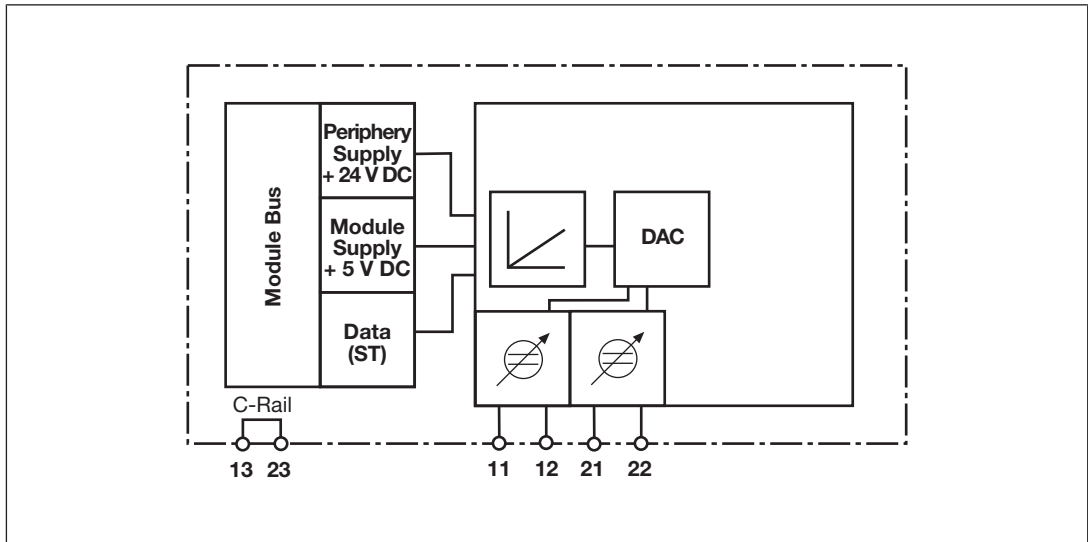 Module Bus
Periphery
Supply
+ 24 V DC
Module
Supply
+ 5 V DC
Data
(ST)
DAC
C-Rail
13 23
11 12 21 22